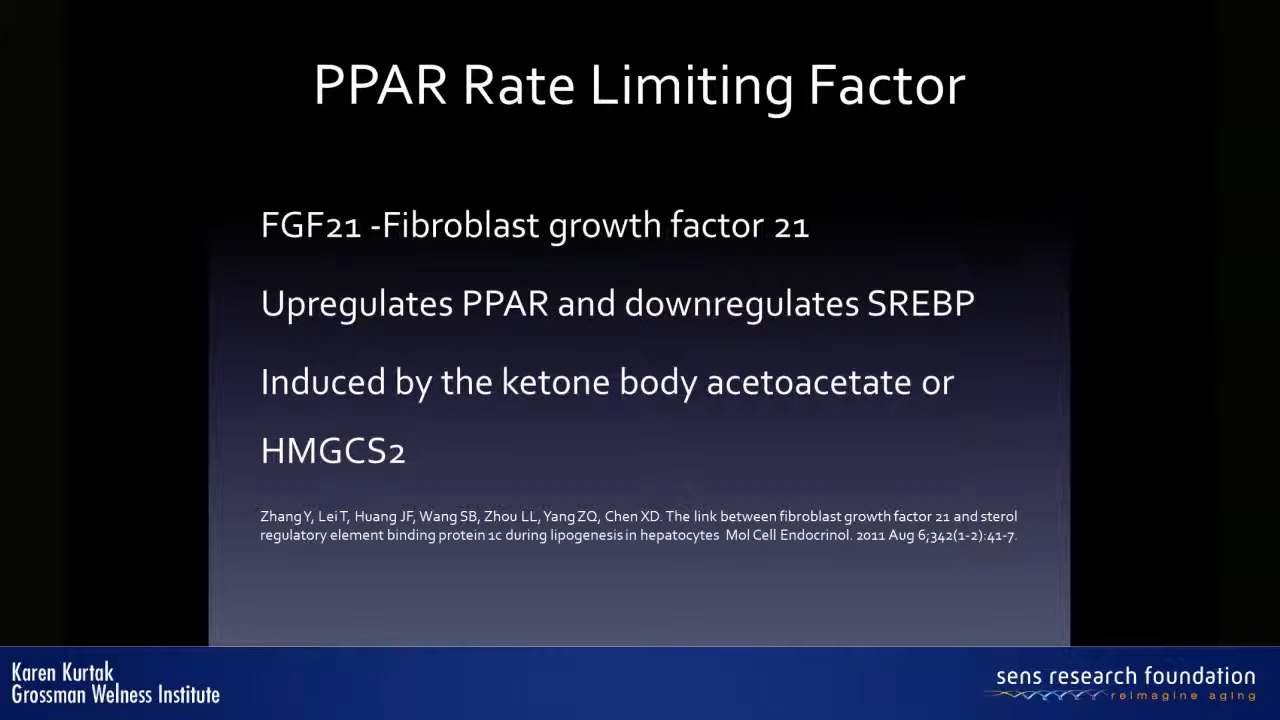 PPAR Rate Limiting Factor
FGF21 -Fibroblast growth factor 21
Upregulates PPAR and downregulates SREBP
Induced by the ketone body acetoacetate or
HMGCS2
Zhang Y, Lei T, Huang JF, Wang SB, Zhou LL, Yang ZQ, Chen XD. The link between fibroblast growth factor 21 and sterol
regulatory element binding protein 1c during lipogenesis in hepatocytes Mol Cell Endocrinol. 2011 Aug 6;342(1-2):41-7.
Karen Kurtak
Grossman Welness Institute
sens research foundation
reimagine aging